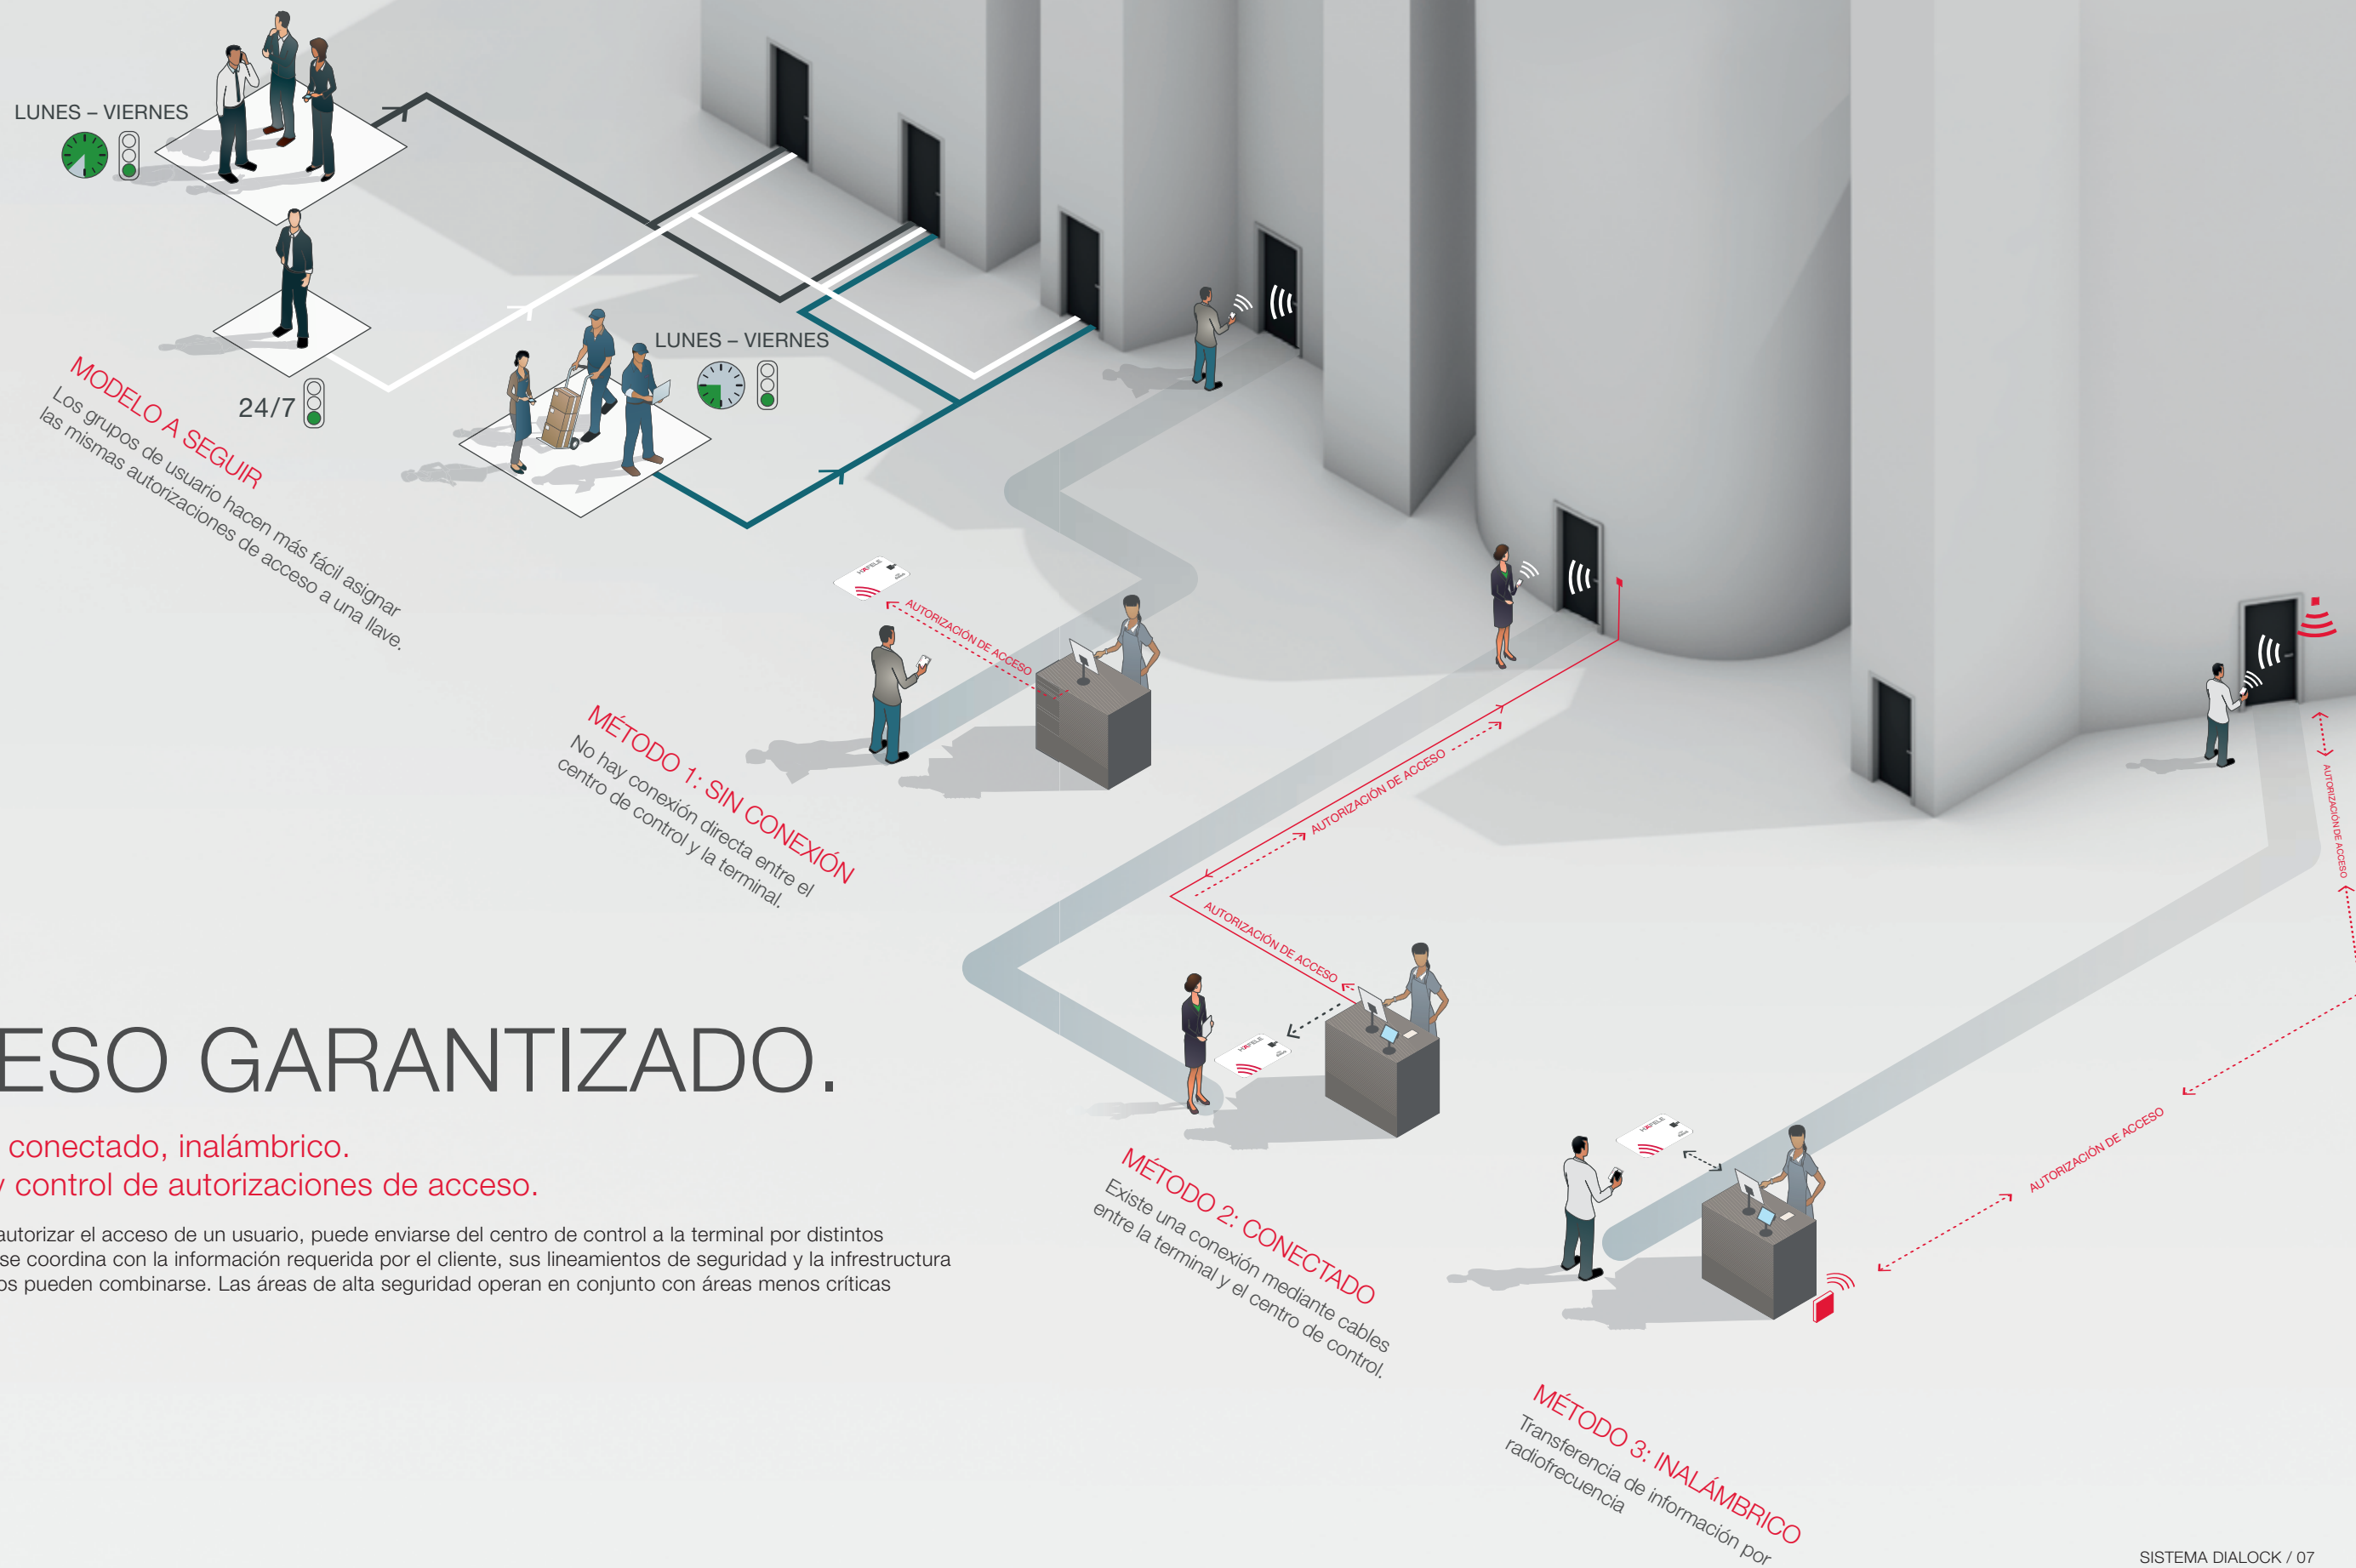 LUNES – VIERNES
24/7
LUNES – VIERNES
MODELO A SEGUIR
Los grupos de usuario hacen más fácil asignar
las mismas autorizaciones de acceso a una llave.
HÄFELE
AUTORIZACIÓN DE ACCESO
MÉTODO 1: SIN CONEXIÓN
No hay conexión directa entre el
centro de control y la terminal.
AUTORIZACIÓN DE ACCESO
AUTORIZACIÓN DE ACCESO
AUTORIZACIÓN DE ACCESO
ESO GARANTIZADO.
conectado, inalámbrico.
y control de autorizaciones de acceso.
autorizar el acceso de un usuario, puede enviarse del centro de control a la terminal por distintos
se coordina con la información requerida por el cliente, sus lineamientos de seguridad y la infrestructura
os pueden combinarse. Las áreas de alta seguridad operan en conjunto con áreas menos críticas
HÄFELE
MÉTODO 2: CONECTADO
Existe una conexión mediante cables
entre la terminal y el centro de control.
HÄFELE
AUTORIZACIÓN DE ACCESO
MÉTODO 3: INALÁMBRICO
Transferencia de información por
radiofrecuencia
SISTEMA DIALOCK / 07